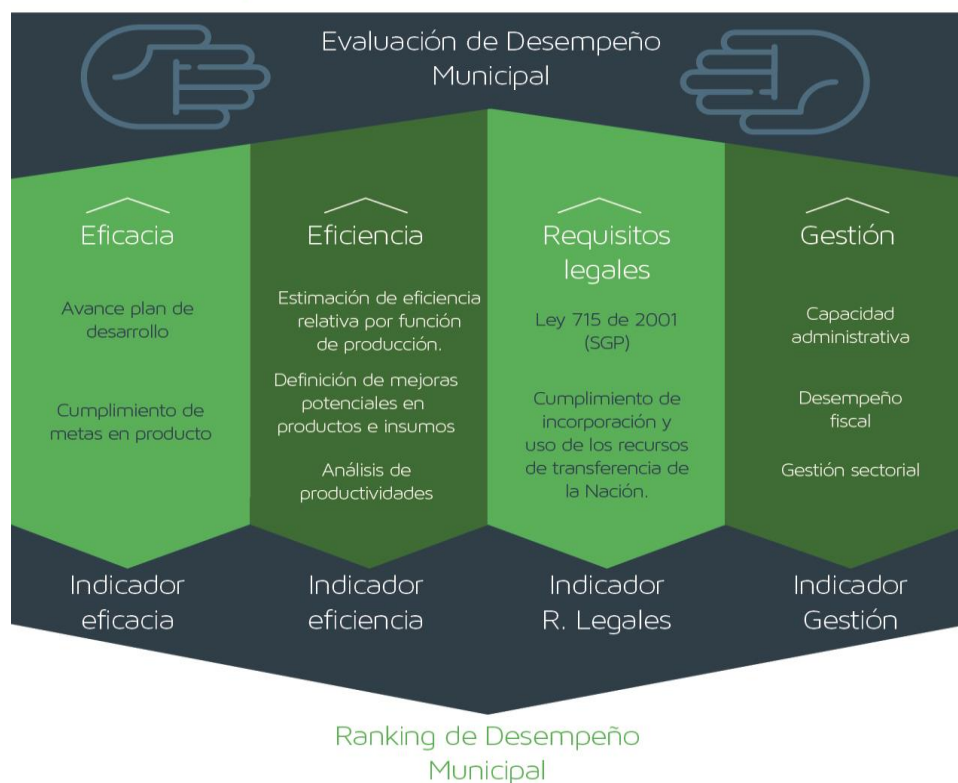 Evaluación de Desempeño
Municipal
Eficacia
Avance plan de
desarrollo
Cumplimiento de
metas en producto
Indicador
eficacia
Eficiencia
Estimación de eficiencia
relativa por función
de producción.
Definición de mejoras
potenciales en
productos e insumos
Análisis de
productividades
Indicador
eficiencia
Requisitos
legales
Ley 715 de 2001
(SGP)
Cumplimiento de
incorporación y
uso de los recursos
de transferencia de
la Nación.
Indicador
R. Legales
Gestión
Capacidad
administrativa
Desempeño
fiscal
Gestión sectorial
Indicador
Gestión
Ranking de Desempeño
Municipal